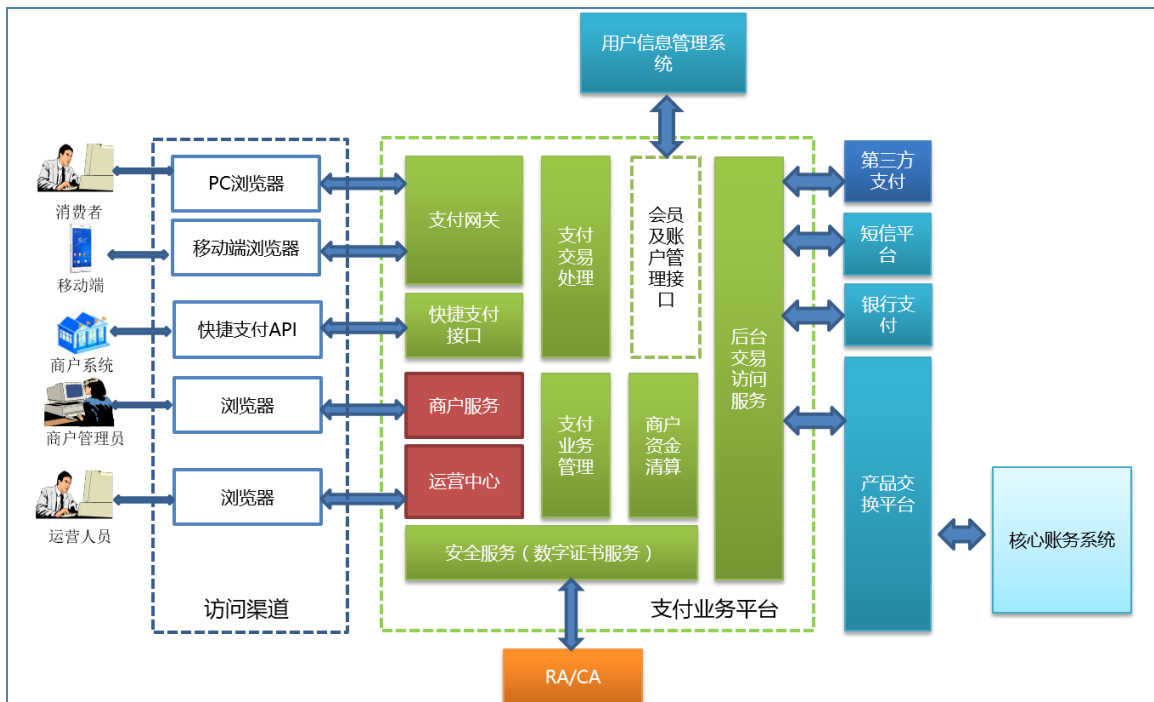 用户信息管理系
统
消费者
移动端
商户系统
商户管理员
运营人员
PC浏览器
移动端浏览器
快捷支付API
浏览器
浏览器
访问渠道
支付网关
快捷支付
接口
商户服务
运营中心
支付
交易
处理
会员
及账
户管
理接
口
支付
业务
管理
商户
资金
清算
后台
交易
访问
服务
安全服务（数字证书服务）
支付业务平台
第三方
支付
短信平
台
银行支
付
产品交
换平台
核心账务系统
RA/CA